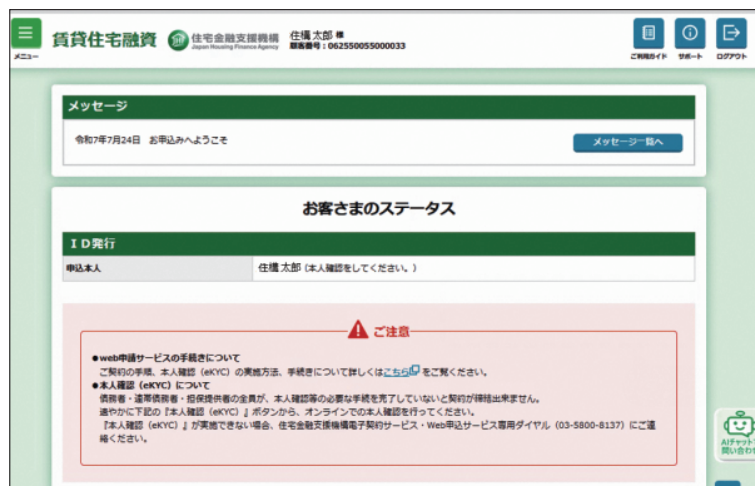 メニュー
賃貸住宅融資
住宅金融支援機構
Japan Housing Finance Agency
住機 太郎 様
顧客番号：062550055000033
ご利用ガイド
サポート
ログアウト
メッセージ
令和7年7月24日　お申込みへようこそ
メッセージ一覧へ
お客さまのステータス
ＩＤ発行
申込本人
住機 太郎（本人確認をしてください。）
ご注意
●web申請サービスの手続きについて
ご契約の手順、本人確認（eKYC）の実施方法、手続きについて詳しくはこちら をご覧ください。
●本人確認（eKYC）について
債務者・連帯債務者・担保提供者の全員が、本人確認等の必要な手続を完了していないと契約が締結出来ません。
速やかに下記の『本人確認（eKYC）』ボタンから、オンラインでの本人確認を行ってください。
『本人確認（eKYC）』が実施できない場合、住宅金融支援機構電子契約サービス・Web申込サービス専用ダイヤル（03-5800-8137）にご連
絡ください。
AIチャット
問い合わせ